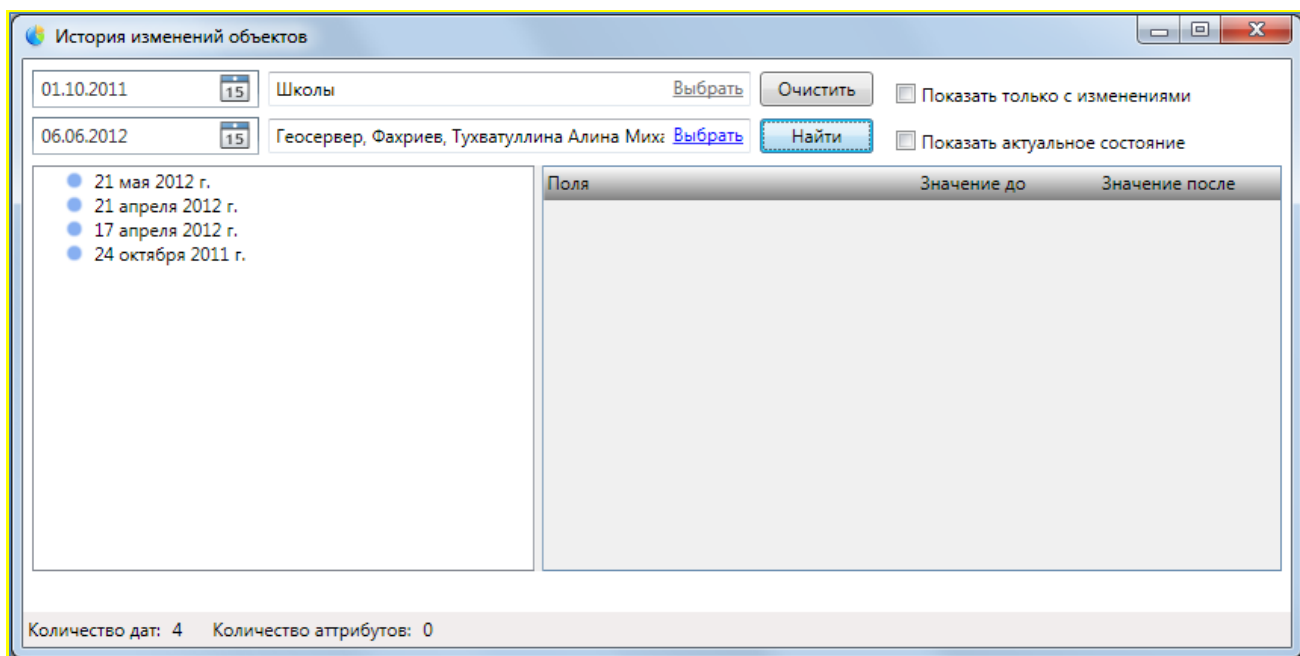 История изменений объектов
01.10.2011 15 Школы Выбрать Очистить Показать только с изменениями
06.06.2012 15 Геосервер, Фахриев, Тухватуллина Алина Миха Выбрать Найти Показать актуальное состояние
21 мая 2012 г.
21 апреля 2012 г.
17 апреля 2012 г.
24 октября 2011 г.
Поля Значение до Значение после
Количество дат: 4 Количество аттрибутов: 0